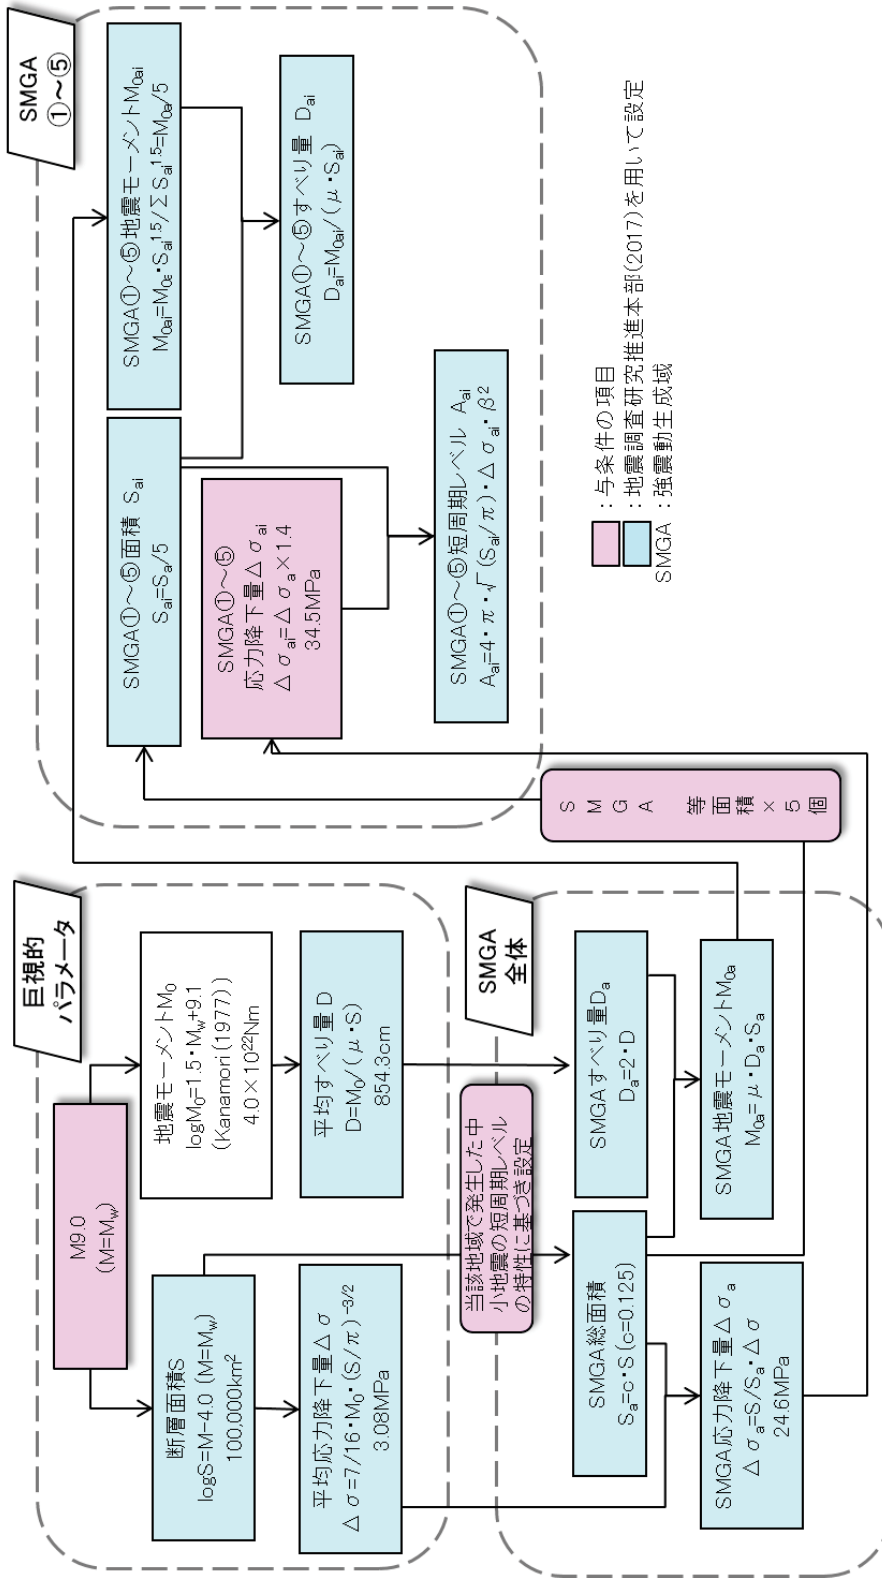 巨視的
パラメータ
M9.0
(M=Mw)
断層面積S
logS=M-4.0 (M=Mw)
100,000km²
地震モーメントM₀
logM₀=1.5・Mw+9.1
(Kanamori(1977))
4.0×10²²Nm
平均応力降下量Δσ
Δσ=7/16・M₀・(S/π)⁻³/²
3.08MPa
平均すべり量D
D=M₀/(μ・S)
854.3cm
当該地域で発生した中
小地震の短周期レベル
の特性に基づき設定
SMGA
全体
SMGA総面積
Sa=c・S(c=0.125)
SMGAすべり量Da
Da=2・D
SMGA応力降下量Δσa
Δσa=S/Sa・Δσ
24.6MPa
SMGA地震モーメントM₀a
M₀a=μ・Da・Sa
SMGA 等面積×5個
SMGA
①～⑤
SMGA①～⑤面積 Sai
Sai=Sa/5
SMGA①～⑤地震モーメントM₀ai
M₀ai=M₀a・Sai¹·⁵/ΣSai¹·⁵=M₀a/5
SMGA①～⑤
応力降下量Δσai
Δσai=Δσa×1.4
34.5MPa
SMGA①～⑤すべり量 Dai
Dai=M₀ai/(μ・Sai)
SMGA①～⑤短周期レベル Aai
Aai=4・π・√(Sai/π)・Δσai・β²
：与条件の項目
：地震調査研究推進本部(2017)を用いて設定
SMGA：強震動生成域